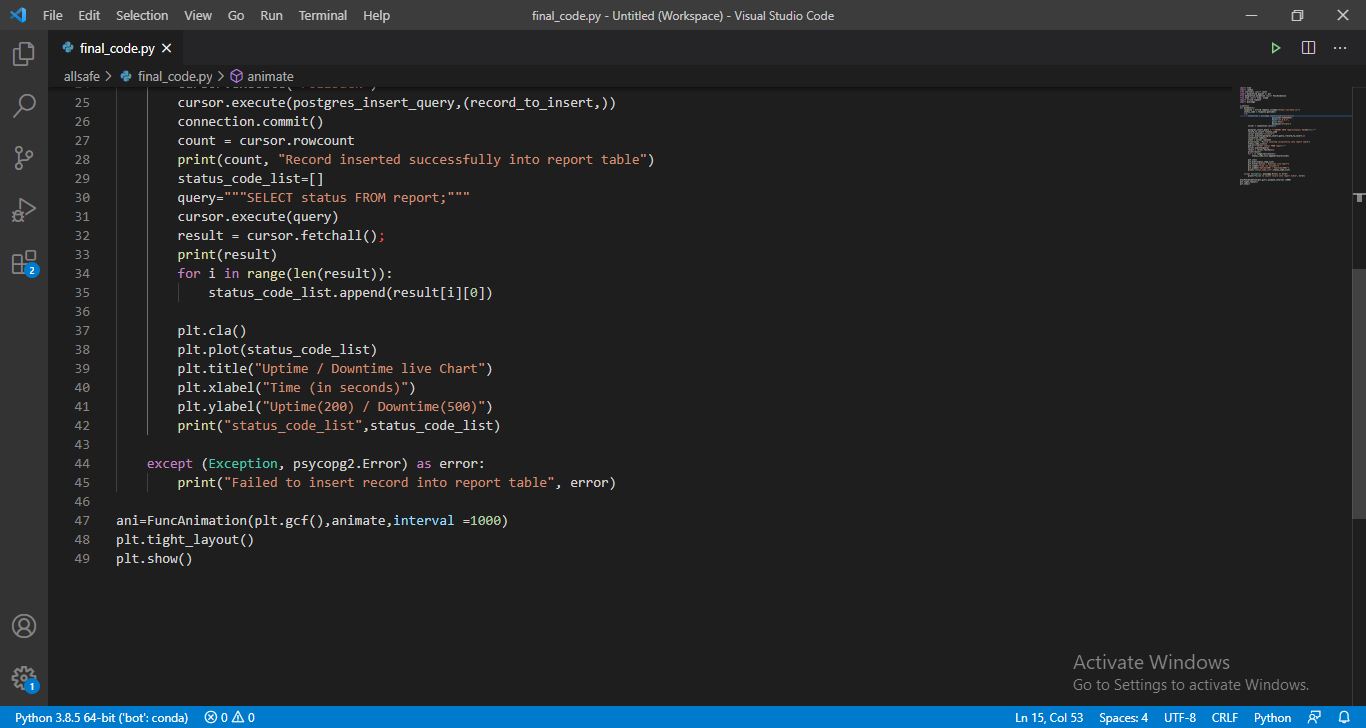 File Edit Selection View Go Run Terminal Help final_code.py - Untitled (Workspace) - Visual Studio Code
final_code.py
allsafe > final_code.py > animate
25 cursor.execute(postgres_insert_query,(record_to_insert,))
26 connection.commit()
27 count = cursor.rowcount
28 print(count, "Record inserted successfully into report table")
29 status_code_list=[]
30 query="""SELECT status FROM report;"""
31 cursor.execute(query)
32 result = cursor.fetchall();
33 print(result)
34 for i in range(len(result)):
35 status_code_list.append(result[i][0])
36
37 plt.cla()
38 plt.plot(status_code_list)
39 plt.title("Uptime / Downtime live Chart")
40 plt.xlabel("Time (in seconds)")
41 plt.ylabel("Uptime(200) / Downtime(500)")
42 print("status_code_list",status_code_list)
43
44 except (Exception, psycopg2.Error) as error:
45 print("Failed to insert record into report table", error)
46
47 ani=FuncAnimation(plt.gcf(),animate,interval =1000)
48 plt.tight_layout()
49 plt.show()
2
1
Activate Windows
Go to Settings to activate Windows.
Python 3.8.5 64-bit ('bot': conda) 0 0 Ln 15, Col 53 Spaces: 4 UTF-8 CRLF Python